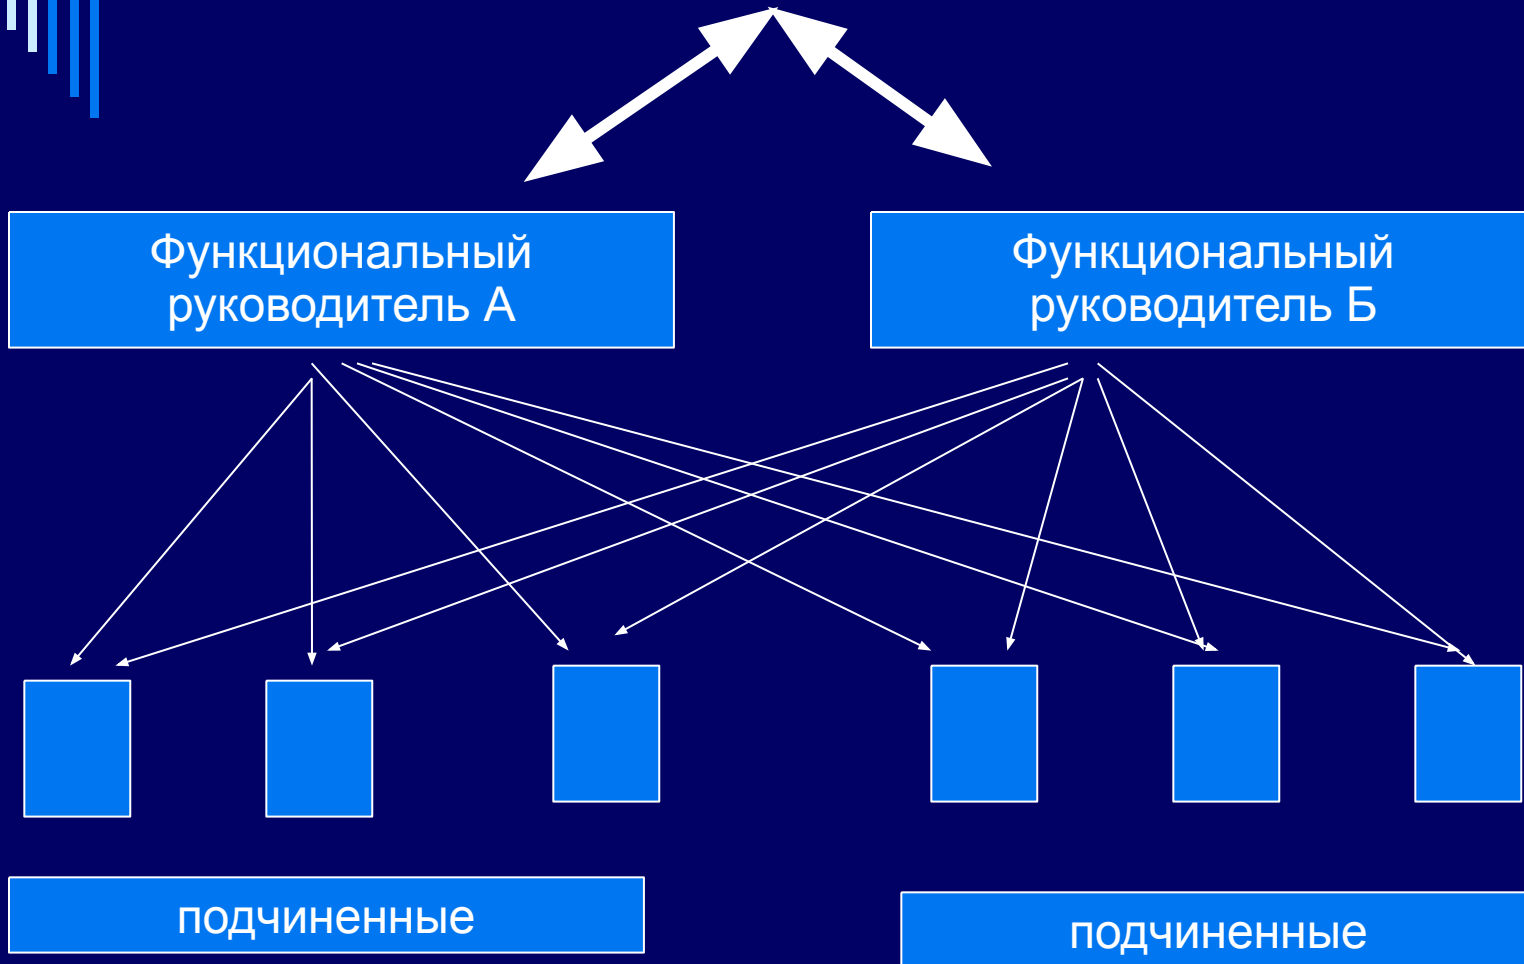 Функциональный
руководитель А
Функциональный
руководитель Б
подчиненные
подчиненные